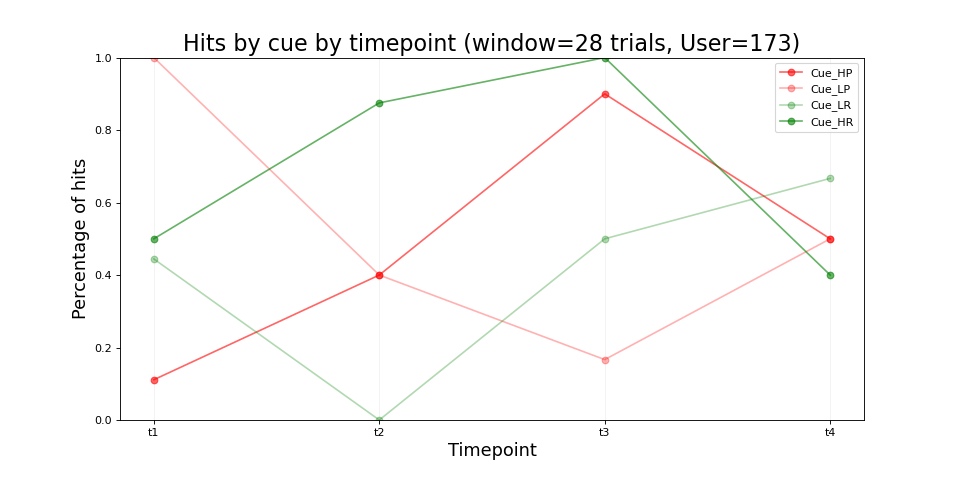 Hits by cue by timepoint (window=28 trials, User=173)
Cue_HP
Cue_LP
Cue_LR
Cue_HR
Percentage of hits
1.0
0.8
0.6
0.4
0.2
0.0
t1 t2 t3 t4
Timepoint